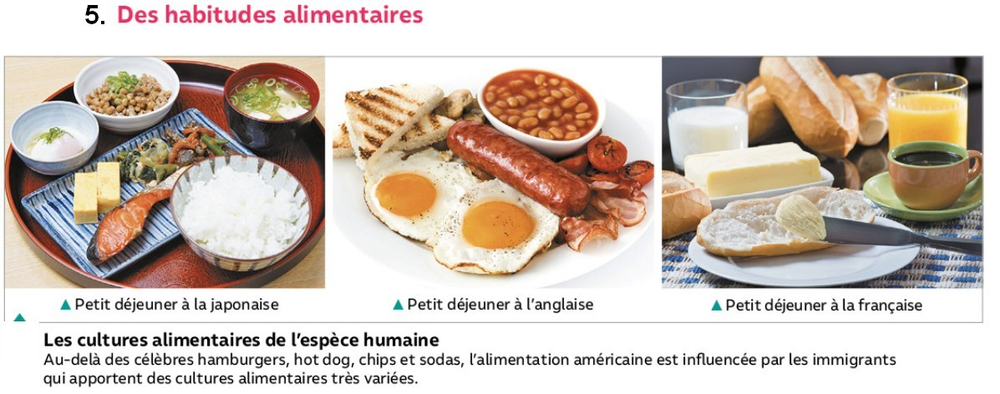 5. Des habitudes alimentaires
▲ Petit déjeuner à la japonaise
▲ Petit déjeuner à l'anglaise
▲ Petit déjeuner à la française
Les cultures alimentaires de l'espèce humaine
Au-delà des célèbres hamburgers, hot dog, chips et sodas, l'alimentation américaine est influencée par les immigrants
qui apportent des cultures alimentaires très variées.